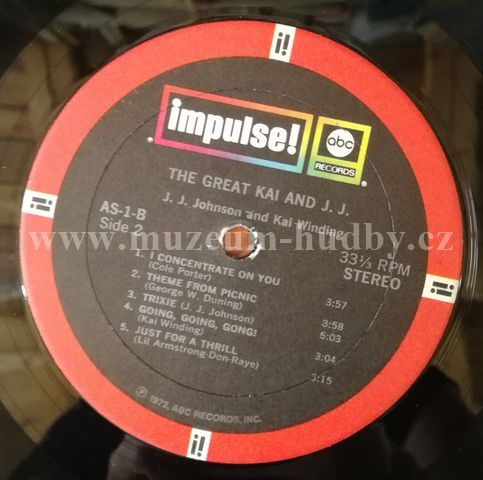 i!
impulse!
abc
RECORDS
THE GREAT KAI AND J. J.
J. J. Johnson and Kai Winding
AS-1-B
Side 2
33⅓ RPM
STEREO
www.muzeum-hudby.cz
1. I CONCENTRATE ON YOU 3:57
(Cole Porter)
2. THEME FROM PICNIC 3:58
(George W. Duning)
3. TRIXIE (J. J. Johnson) 5:03
4. GOING, GOING, GONG! 3:04
(Kai Winding)
5. JUST FOR A THRILL 3:15
(Lil Armstrong-Don-Raye)
℗ 1972, ABC RECORDS, INC.
i!
i!
i!